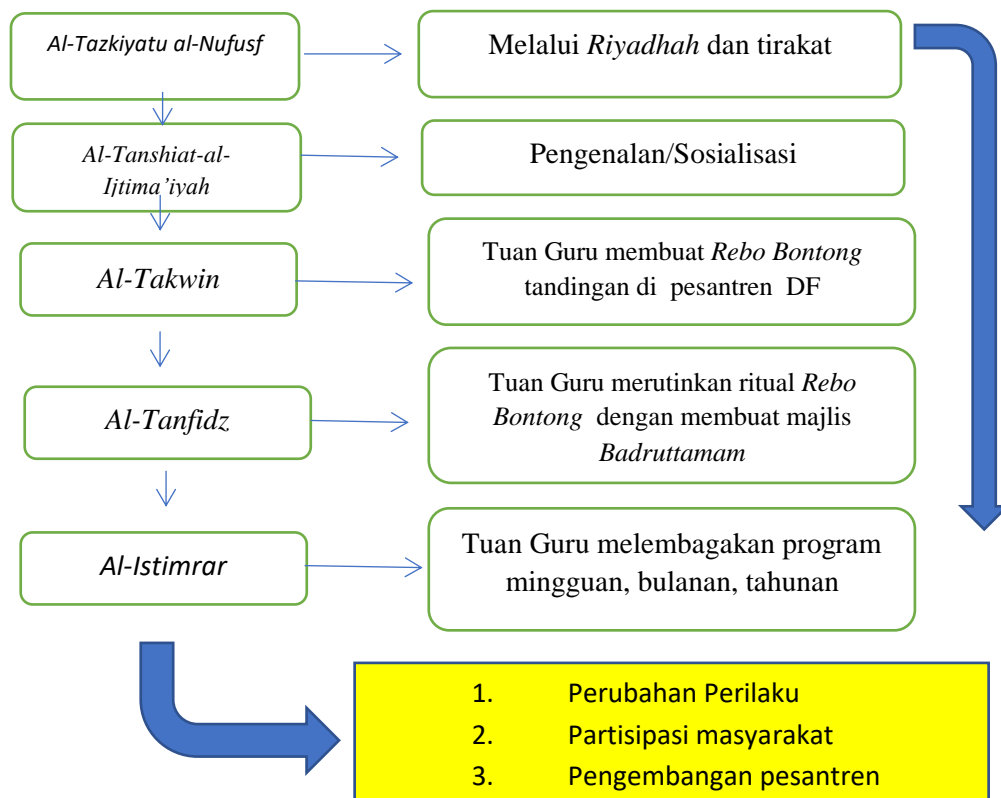 Al-Tazkiyatu al-Nufusf
Melalui Riyadhah dan tirakat
Al-Tanshiat-al-
Ijtima’iyah
Pengenalan/Sosialisasi
Al-Takwin
Tuan Guru membuat Rebo Bontong
tandingan di pesantren DF
Al-Tanfidz
Tuan Guru merutinkan ritual Rebo
Bontong dengan membuat majlis
Badruttamam
Al-Istimrar
Tuan Guru melembagakan program
mingguan, bulanan, tahunan
1. Perubahan Perilaku
2. Partisipasi masyarakat
3. Pengembangan pesantren